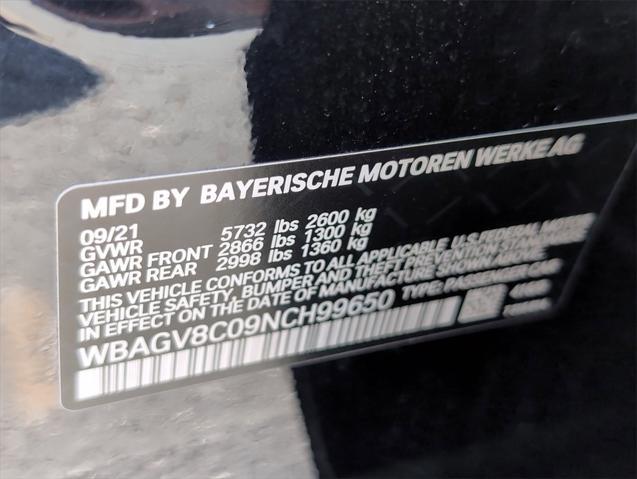 MFD BY BAYERISCHE MOTOREN WERKE AG
09/21
GVWR 5732 lbs 2600 kg
GAWR FRONT 2866 lbs 1300 kg
GAWR REAR 2998 lbs 1360 kg
THIS VEHICLE CONFORMS TO ALL APPLICABLE U.S. FEDERAL MOTOR
VEHICLE SAFETY, BUMPER AND THEFT PREVENTION STANDARDS
IN EFFECT ON THE DATE OF MANUFACTURE SHOWN ABOVE.
WBAGV8C09NCH99650 TYPE: PASSENGER CAR